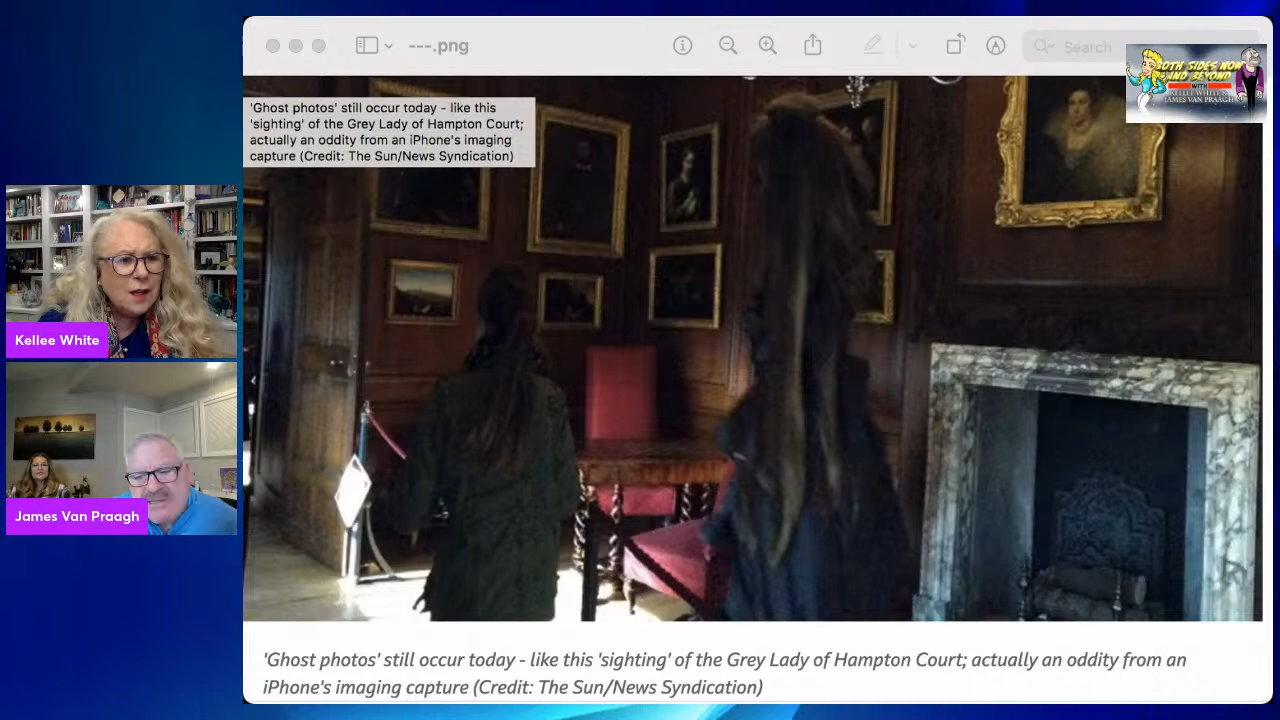 ---.png
Search
BOTH SIDES NOW
AND BEYOND
WITH
KELLEE WHITE &
JAMES VAN PRAAGH
'Ghost photos' still occur today - like this
'sighting' of the Grey Lady of Hampton Court;
actually an oddity from an iPhone's imaging
capture (Credit: The Sun/News Syndication)
Kellee White
James Van Praagh
'Ghost photos' still occur today - like this 'sighting' of the Grey Lady of Hampton Court; actually an oddity from an
iPhone's imaging capture (Credit: The Sun/News Syndication)